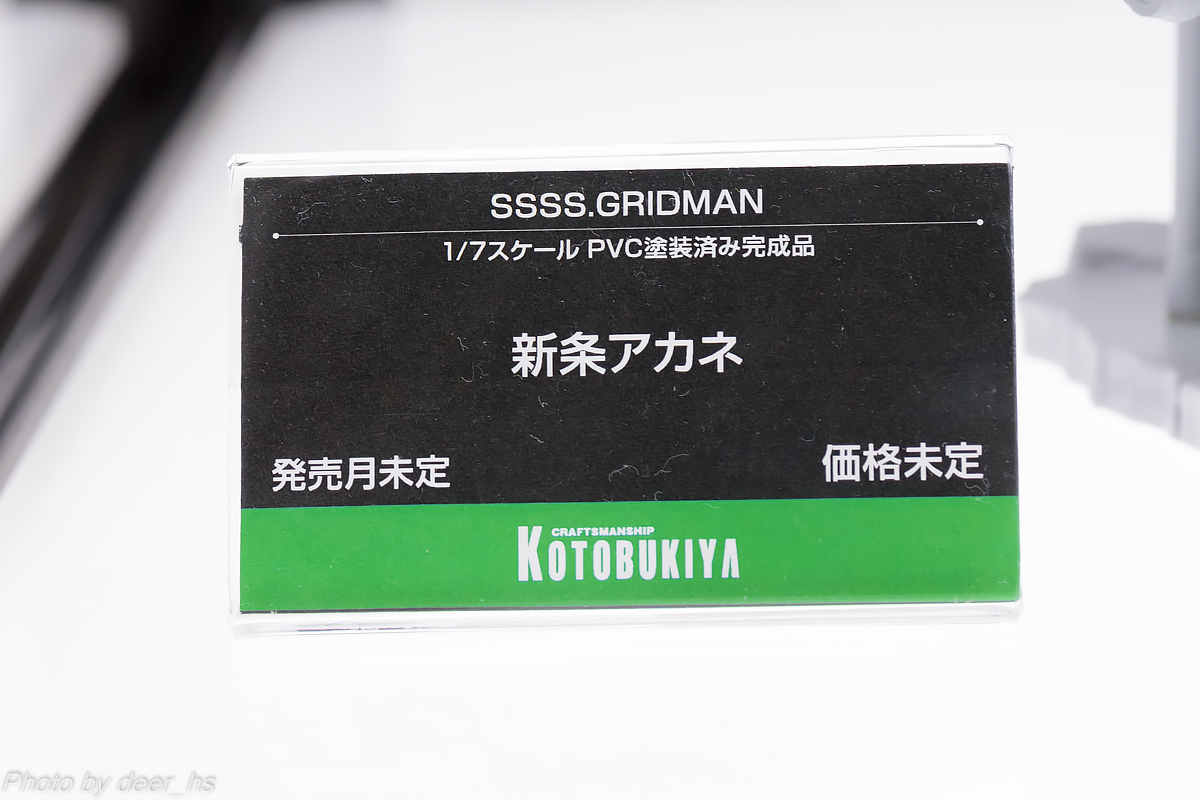 SSSS.GRIDMAN
1/7スケール PVC塗装済み完成品
新条アカネ
発売月未定
価格未定
CRAFTSMANSHIP
KOTOBUKIYA
Photo by deer_hs